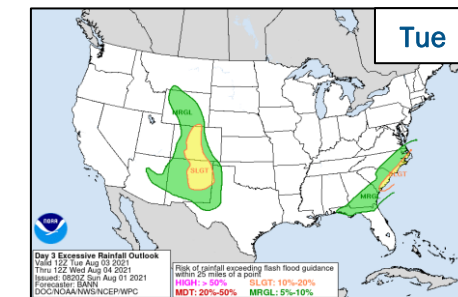 Tue
MRGL
SLGT
SLGT
MRGL
NOAA
Day 3 Excessive Rainfall Outlook
Valid 12Z Tue Aug 03 2021
Thru 12Z Wed Aug 04 2021
Issued: 0820Z Sun Aug 01 2021
Forecaster: BANN
DOC/NOAA/NWS/NCEP/WPC
Risk of rainfall exceeding flash flood guidance
within 25 miles of a point
HIGH: > 50% SLGT: 10%-20%
MDT: 20%-50% MRGL: 5%-10%